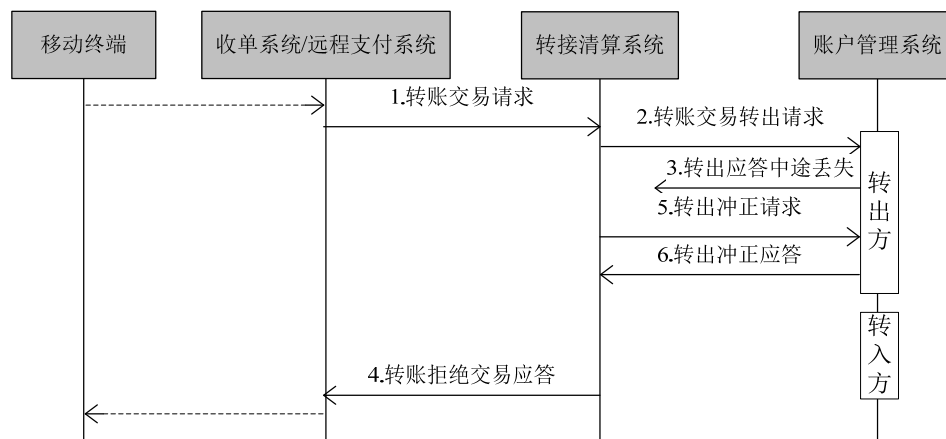 移动终端
收单系统/远程支付系统
转接清算系统
账户管理系统
1.转账交易请求
2.转账交易转出请求
3.转出应答中途丢失
5.转出冲正请求
6.转出冲正应答
转出方
转入方
4.转账拒绝交易应答